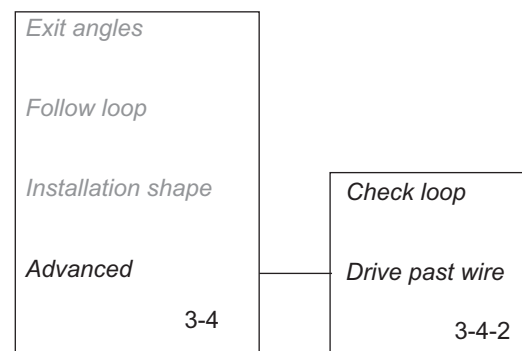 Exit angles
Follow loop
Installation shape
Advanced
3-4
Check loop
Drive past wire
3-4-2